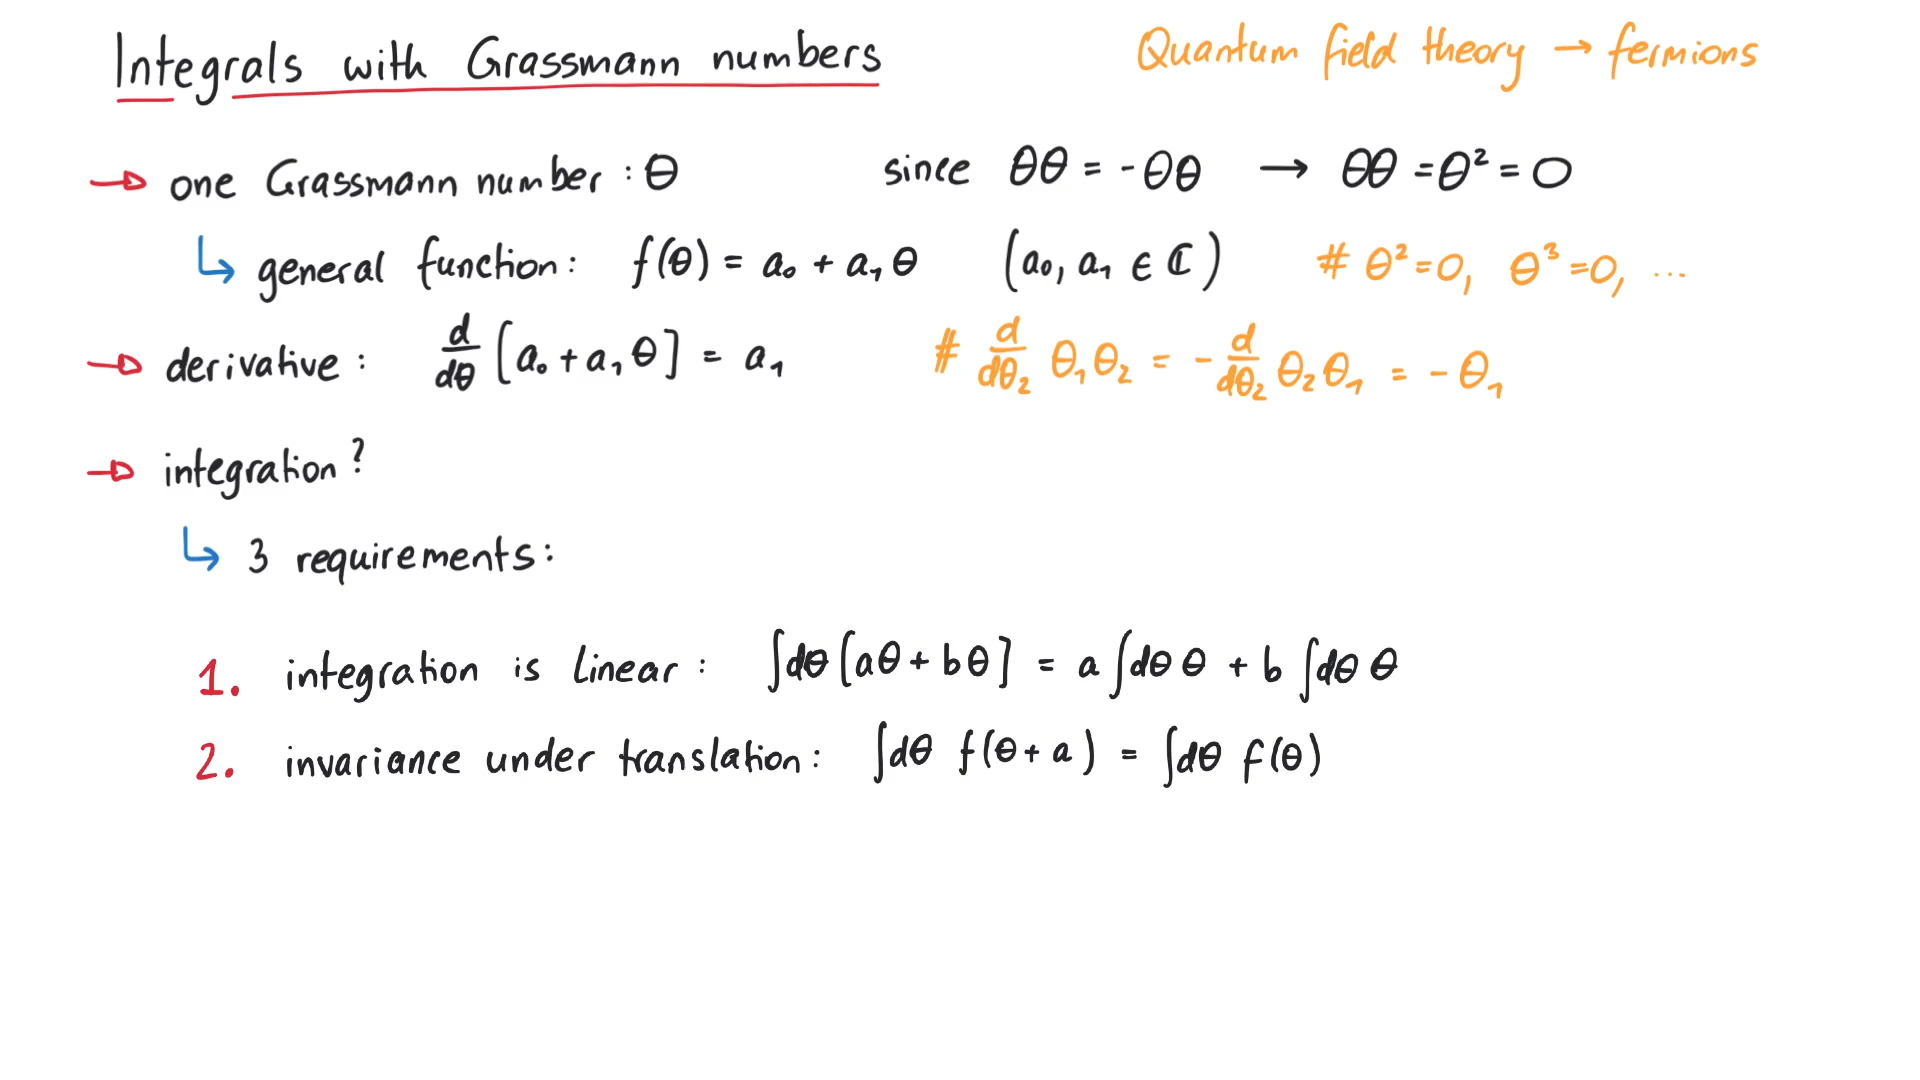 Integrals with Grassmann numbers
Quantum field theory → fermions
→ one Grassmann number : θ since θθ = -θθ → θθ = θ² = 0
↳ general function: f(θ) = a₀ + a₁θ (a₀, a₁ ∈ ℂ) # θ² = 0, θ³ = 0, ...
→ derivative : d/dθ [a₀ + a₁θ] = a₁ # d/dθ₂ θ₁θ₂ = - d/dθ₂ θ₂θ₁ = -θ₁
→ integration?
↳ 3 requirements:
1. integration is linear : ∫dθ [aθ + bθ] = a∫dθ θ + b∫dθ θ
2. invariance under translation: ∫dθ f(θ+a) = ∫dθ f(θ)